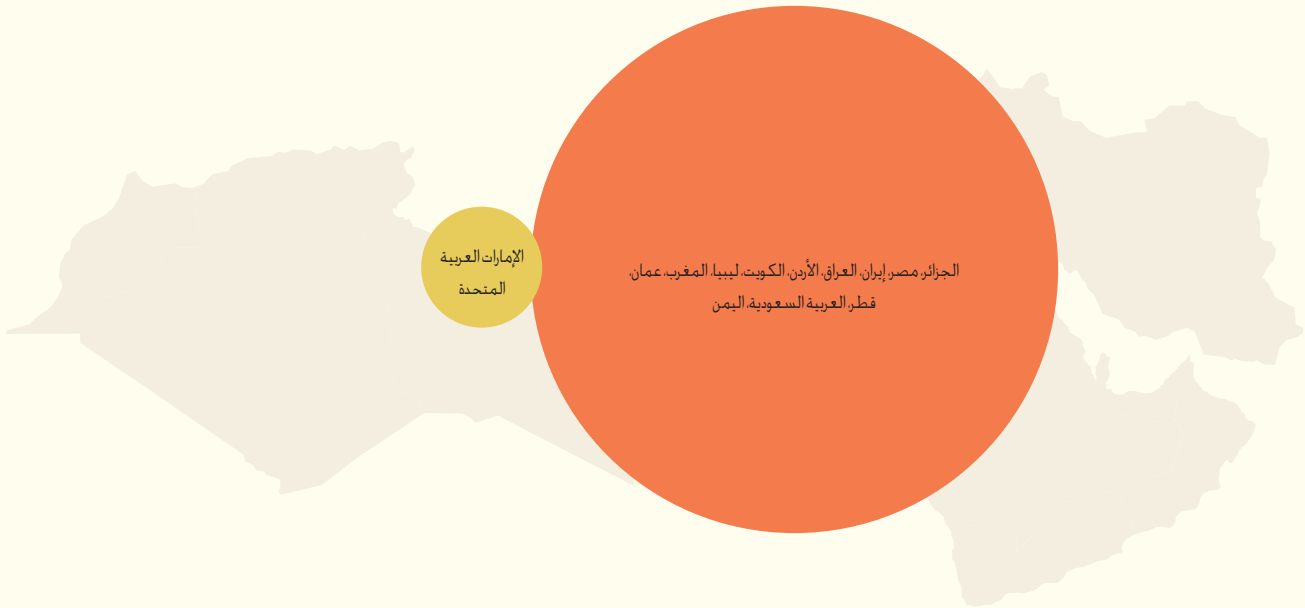 الإمارات العربية
المتحدة
الجزائر، مصر، إيران، العراق، الأردن، الكويت، ليبيا، المغرب، عمان،
قطر، العربية السعودية، اليمن